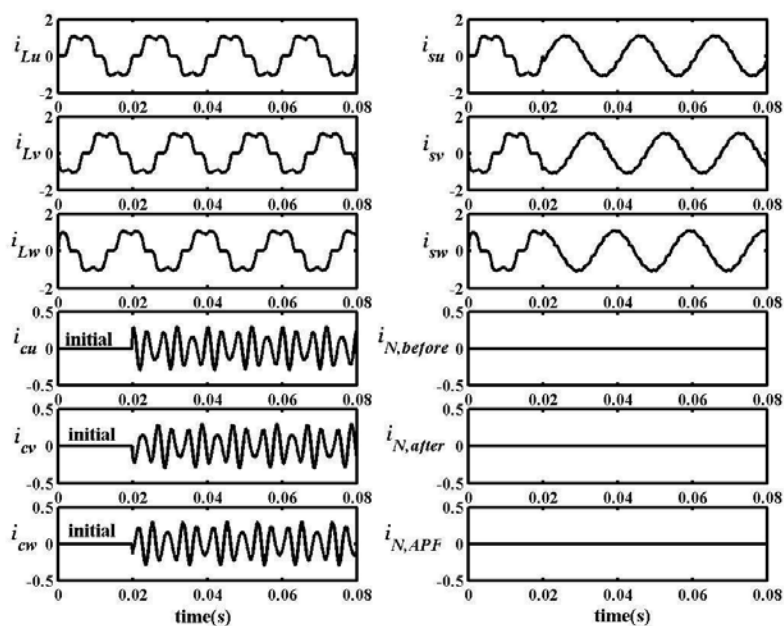 2
i_Lu 0
-2
0 0.02 0.04 0.06 0.08
2
i_Lv 0
-2
0 0.02 0.04 0.06 0.08
2
i_Lw 0
-2
0 0.02 0.04 0.06 0.08
0.5
i_cu 0 initial
-0.5
0 0.02 0.04 0.06 0.08
0.5
i_cv 0 initial
-0.5
0 0.02 0.04 0.06 0.08
0.5
i_cw 0 initial
-0.5
0 0.02 0.04 0.06 0.08
time(s)
2
i_su 0
-2
0 0.02 0.04 0.06 0.08
2
i_sv 0
-2
0 0.02 0.04 0.06 0.08
2
i_sw 0
-2
0 0.02 0.04 0.06 0.08
0.5
i_N,before 0
-0.5
0 0.02 0.04 0.06 0.08
0.5
i_N,after 0
-0.5
0 0.02 0.04 0.06 0.08
0.5
i_N,APF 0
-0.5
0 0.02 0.04 0.06 0.08
time(s)